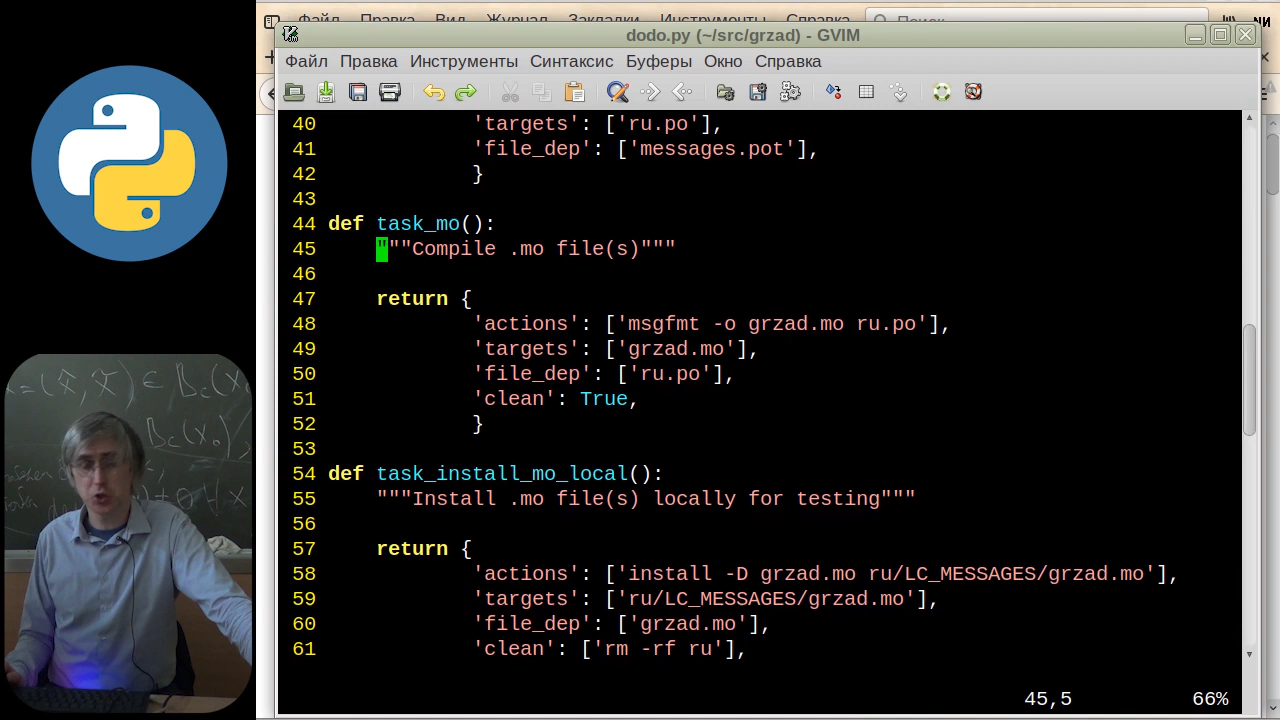 Файл Правка Вид Журнал Закладки Инструменты Справка
Поиск
dodo.py (~/src/grzad) - GVIM
Файл Правка Инструменты Синтаксис Буферы Окно Справка
40 'targets': ['ru.po'],
41 'file_dep': ['messages.pot'],
42 }
43
44 def task_mo():
45 """Compile .mo file(s)"""
46
47 return {
48 'actions': ['msgfmt -o grzad.mo ru.po'],
49 'targets': ['grzad.mo'],
50 'file_dep': ['ru.po'],
51 'clean': True,
52 }
53
54 def task_install_mo_local():
55 """Install .mo file(s) locally for testing"""
56
57 return {
58 'actions': ['install -D grzad.mo ru/LC_MESSAGES/grzad.mo'],
59 'targets': ['ru/LC_MESSAGES/grzad.mo'],
60 'file_dep': ['grzad.mo'],
61 'clean': ['rm -rf ru'],
45,5 66%